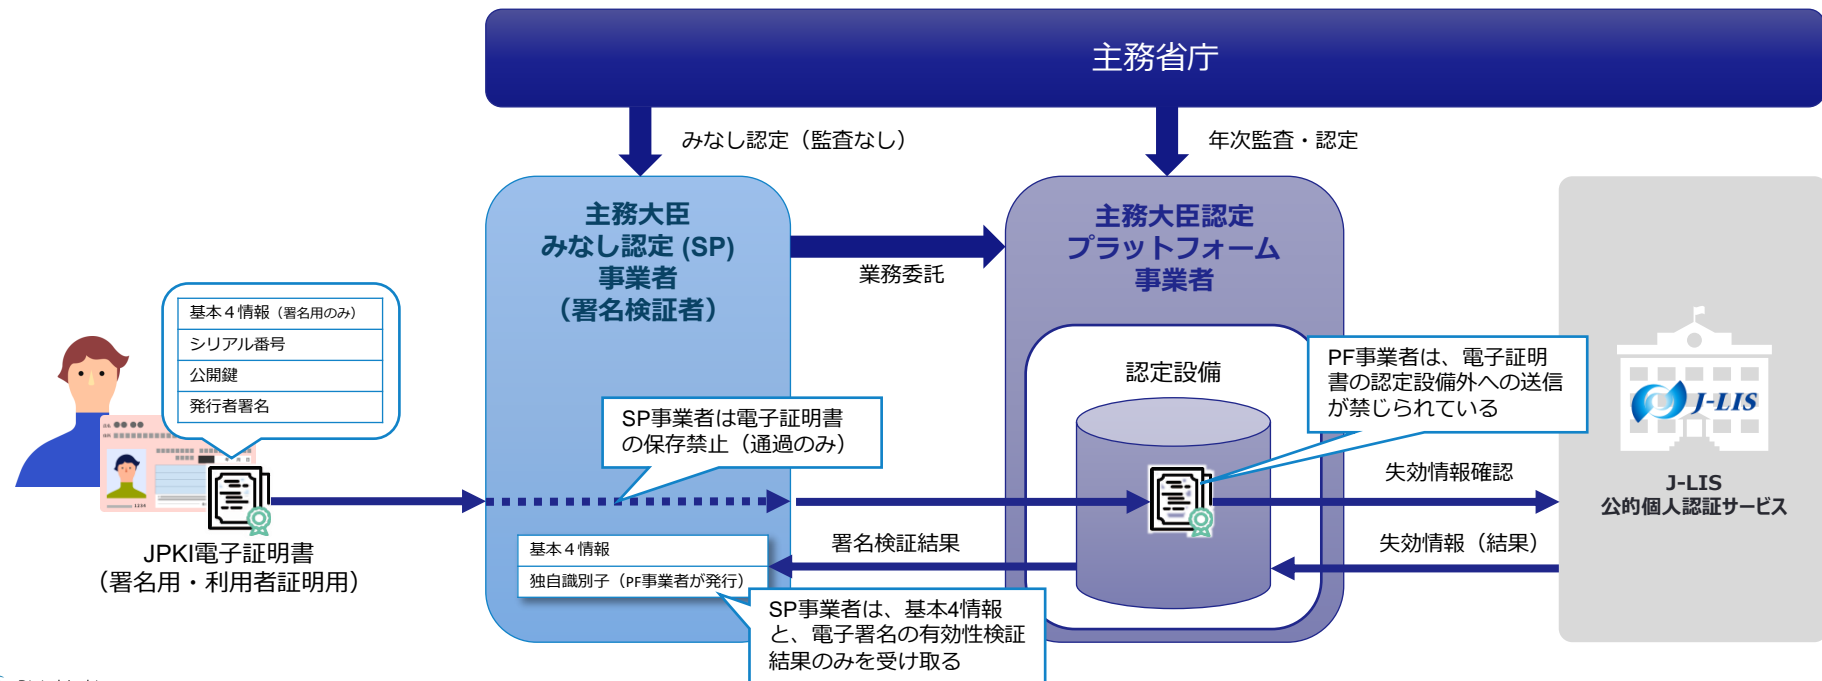 主務省庁
みなし認定（監査なし）
年次監査・認定
主務大臣
みなし認定 (SP)
事業者
（署名検証者）
業務委託
主務大臣認定
プラットフォーム
事業者
認定設備
基本４情報（署名用のみ）
シリアル番号
公開鍵
発行者署名
SP事業者は電子証明書
の保存禁止（通過のみ）
PF事業者は、電子証明
書の認定設備外への送信
が禁じられている
J-LIS
J-LIS
公的個人認証サービス
失効情報確認
失効情報（結果）
署名検証結果
基本４情報
独自識別子（PF事業者が発行）
SP事業者は、基本4情報
と、電子署名の有効性検証
結果のみを受け取る
JPKI電子証明書
（署名用・利用者証明用）
1234